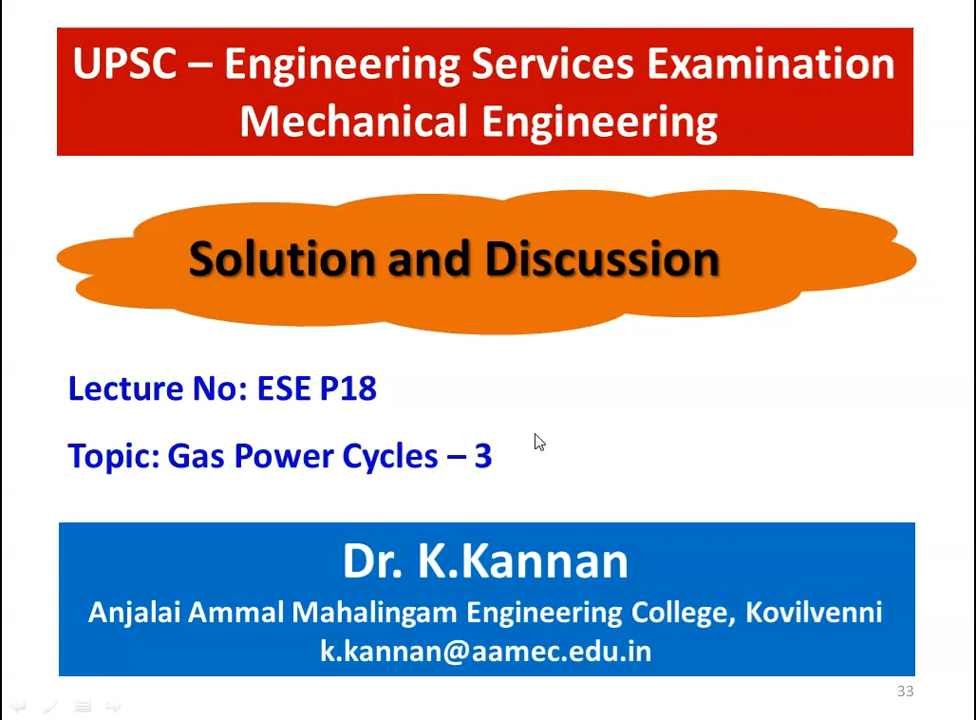 UPSC – Engineering Services Examination
Mechanical Engineering
Solution and Discussion
Lecture No: ESE P18
Topic: Gas Power Cycles – 3
Dr. K.Kannan
Anjalai Ammal Mahalingam Engineering College, Kovilvenni
k.kannan@aamec.edu.in
33